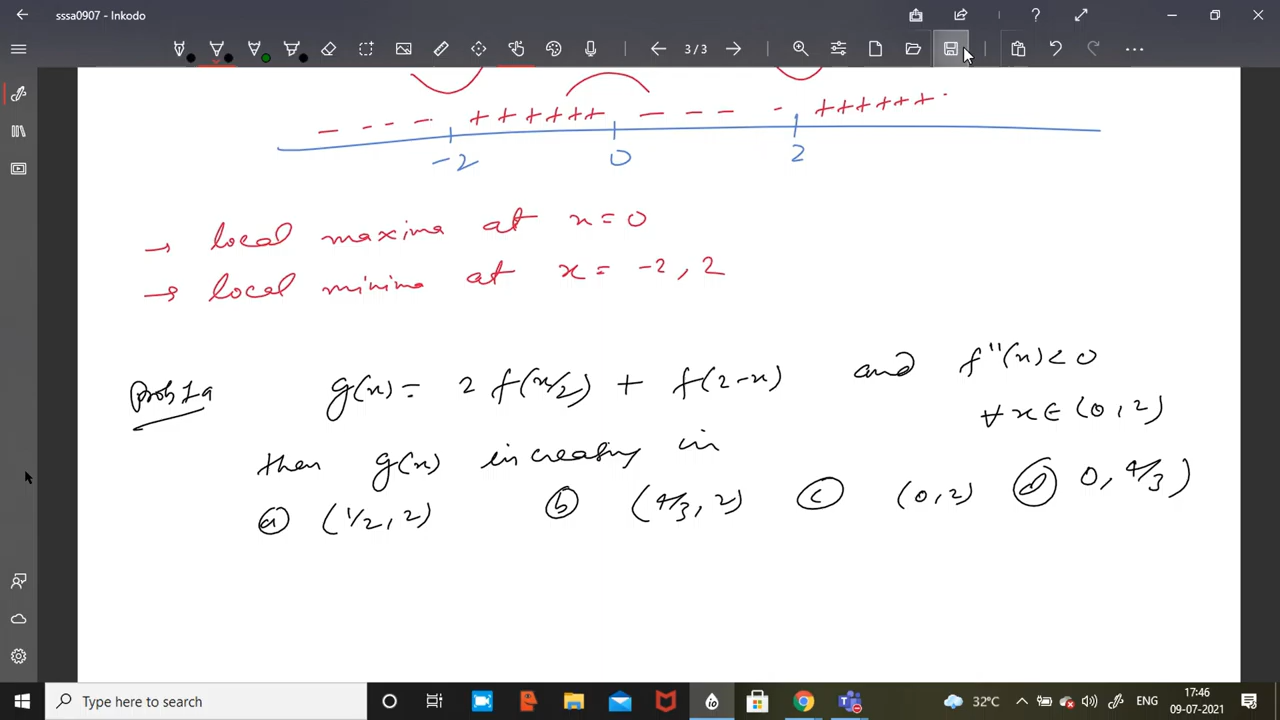 sssa0907 - Inkodo
3/3
- - - - + + + + + + - - - - + + + + + +
-2 0 2
→ local maxima at x = 0
→ local minima at x = -2, 2
Prob 1a g(x) = 2 f(x/2) + f(2-x) and f''(x) < 0
∀ x ∈ (0, 2)
then g(x) increasing in
ⓐ (1/2, 2) ⓑ (4/3, 2) ⓒ (0, 2) ⓓ 0, 4/3)
Type here to search
32°C ENG 17:46
09-07-2021